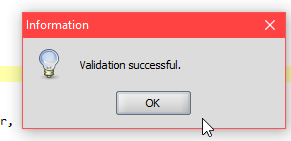 Information
Validation successful.
OK
r,